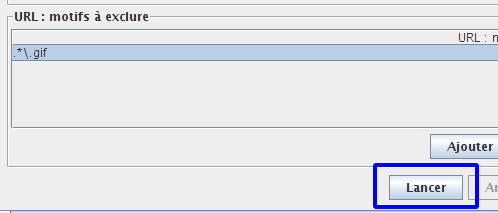 URL : motifs à exclure
URL :
.*\.gif
Ajouter
Lancer